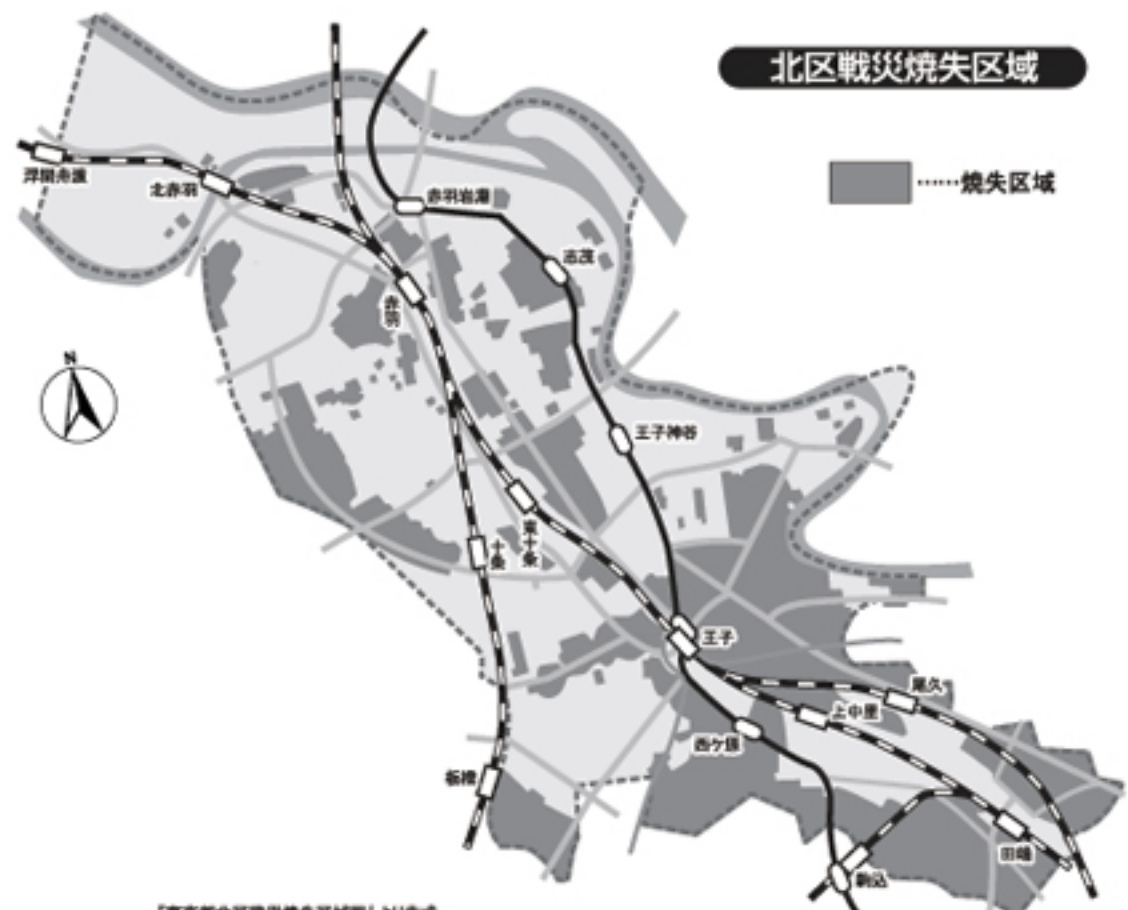 北区戦災焼失区域
……焼失区域
N
浮間舟渡
北赤羽
赤羽岩淵
志茂
赤羽
王子神谷
東十条
十条
王子
尾久
上中里
西ケ原
板橋
田端
駒込